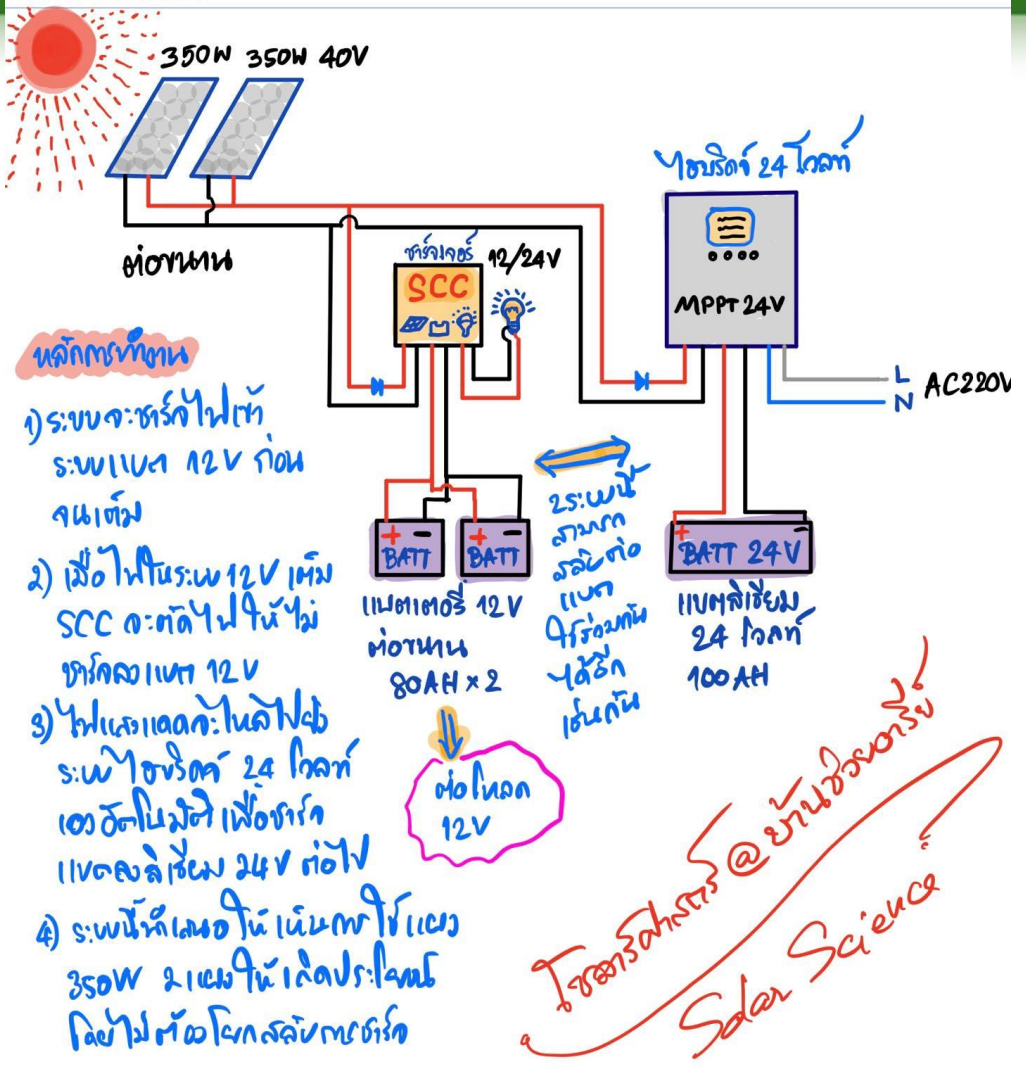 350W 350W 40V
ไฮบริดจ์ 24 โวลท์
ต่อขนาน
ชาร์จเจอร์ 12/24V
SCC
MPPT 24V
L
N
AC220V
หลักการทำงาน
1) ระบบจะชาร์จไฟเข้า
ระบบแบต 12V ก่อน
จนเต็ม
2) เมื่อไฟในระบบ 12V เต็ม
SCC จะตัดไฟให้ไม่
ชาร์จลงแบต 12V
3) ไฟแสงแดดจะไหลไปยัง
ระบบไฮบริดจ์ 24 โวลท์
เองอัตโนมัติเพื่อชาร์จ
แบตลงลิเธียม 24V ต่อไป
4) ระบบนี้นำเสนอให้เห็นการใช้แผง
350W 2 แผงให้เกิดประโยชน์
โดยไม่ต้องโยกสลับการชาร์จ
+ -
BATT
+ -
BATT
แบตเตอรี่ 12V
ต่อขนาน
80AH x 2
ต่อโหลด
12V
2 ระบบนี้
สามารถ
สลับต่อ
แบต
ใช้ร่วมกัน
ได้อีก
เช่นกัน
+ -
BATT 24V
แบตลิเธียม
24 โวลท์
100AH
โซลาร์ศาสตร์@บ้านช่วยอารีย์
Solar Science